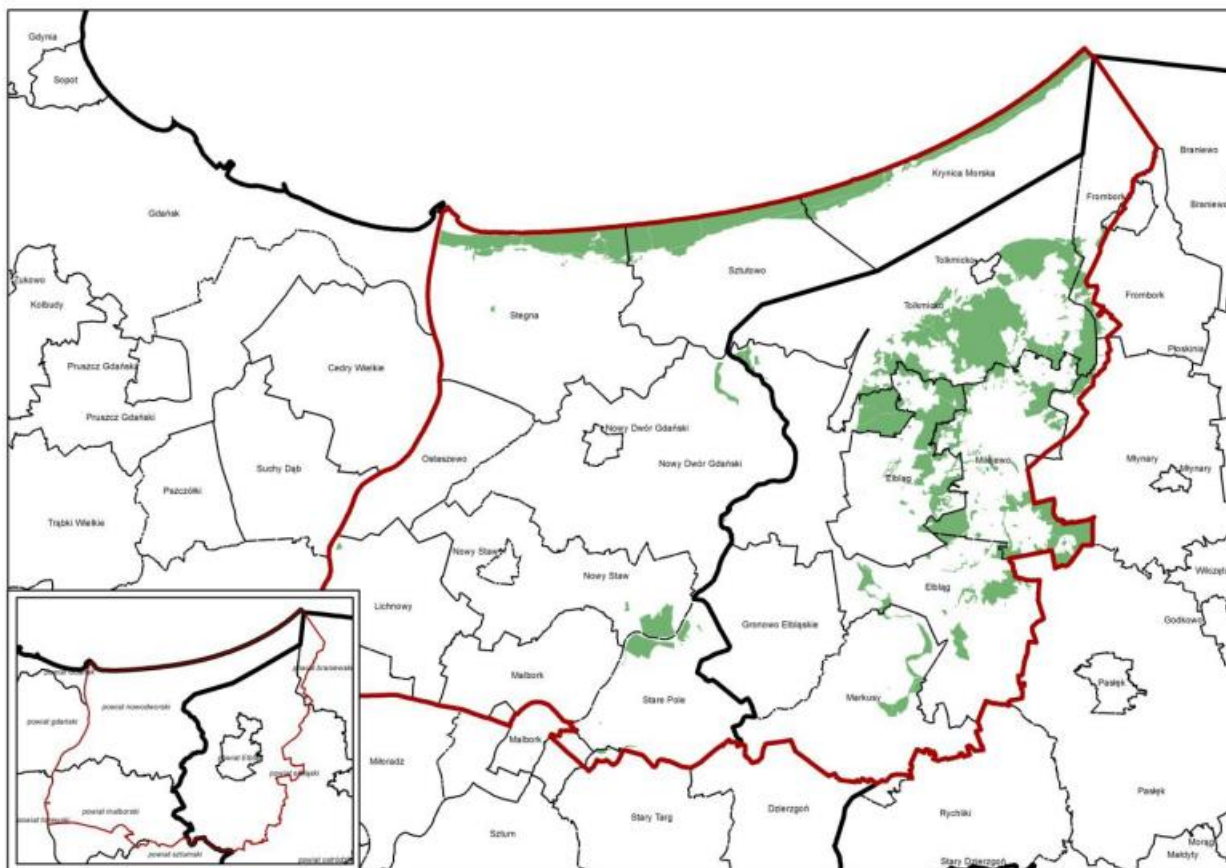 Gdynia
Sopot
Braniewo
Krynica Morska
Frombork
Braniewo
Gdańsk
Tolkmicko
Sztutowo
Żukowo
Kolbudy
Tolkmicko
Frombork
Stegna
Płoskinia
Pruszcz Gdański
Cedry Wielkie
Pruszcz Gdański
Nowy Dwór Gdański
Ostaszewo
Nowy Dwór Gdański
Suchy Dąb
Milejewo
Młynary
Pszczółki
Młynary
Elbląg
Trąbki Wielkie
Nowy Staw
Nowy Staw
Wilczęta
Lichnowy
Elbląg
Gronowo Elbląskie
Godkowo
Malbork
Markusy
Pasłęk
Stare Pole
Malbork
Miłoradz
Pasłęk
Stary Targ
Dzierzgoń
Sztum
Rychliki
Morąg
Małdyty
Stary Dzierzgoń
powiat braniewski
powiat gdański
powiat nowodworski
powiat malborski
powiat sztumski